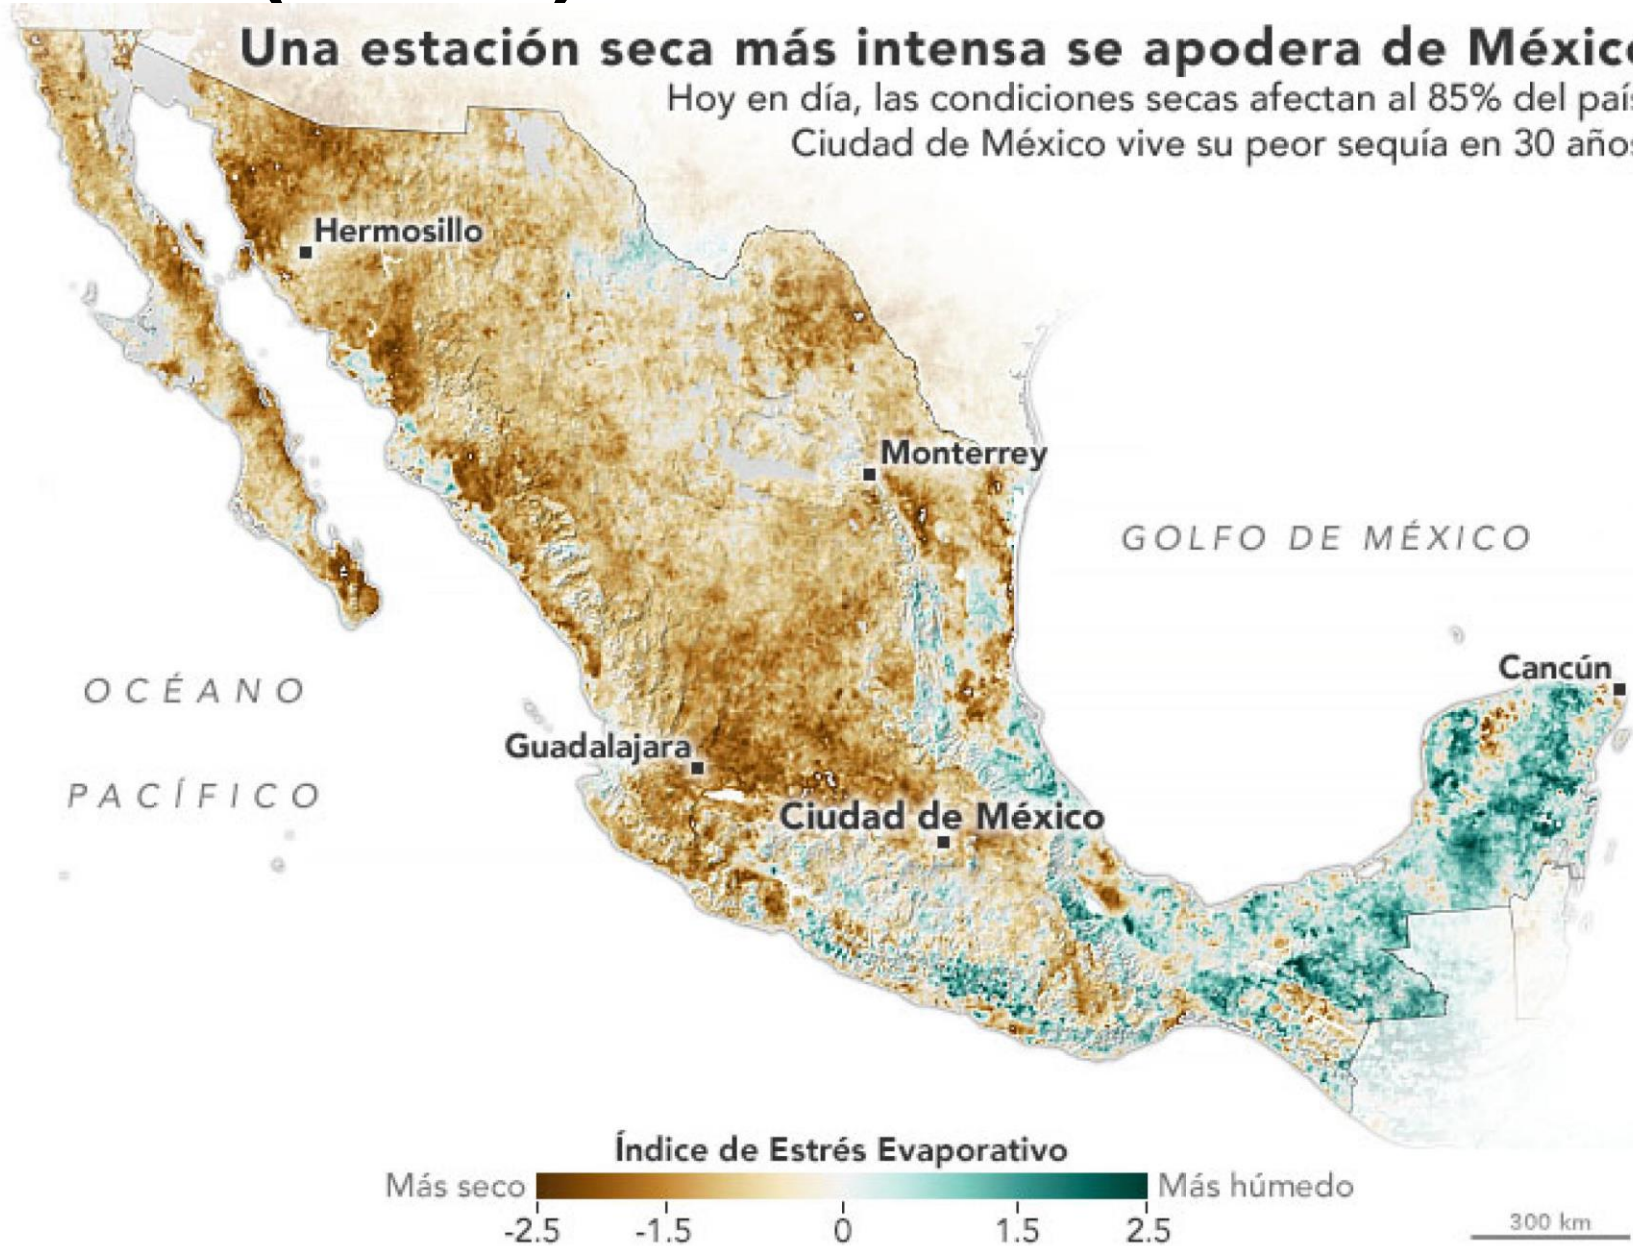 Una estación seca más intensa se apodera de México
Hoy en día, las condiciones secas afectan al 85% del país
Ciudad de México vive su peor sequía en 30 años
Hermosillo
Monterrey
GOLFO DE MÉXICO
Cancún
OCÉANO
PACÍFICO
Guadalajara
Ciudad de México
Índice de Estrés Evaporativo
Más seco
Más húmedo
-2.5
-1.5
0
1.5
2.5
300 km